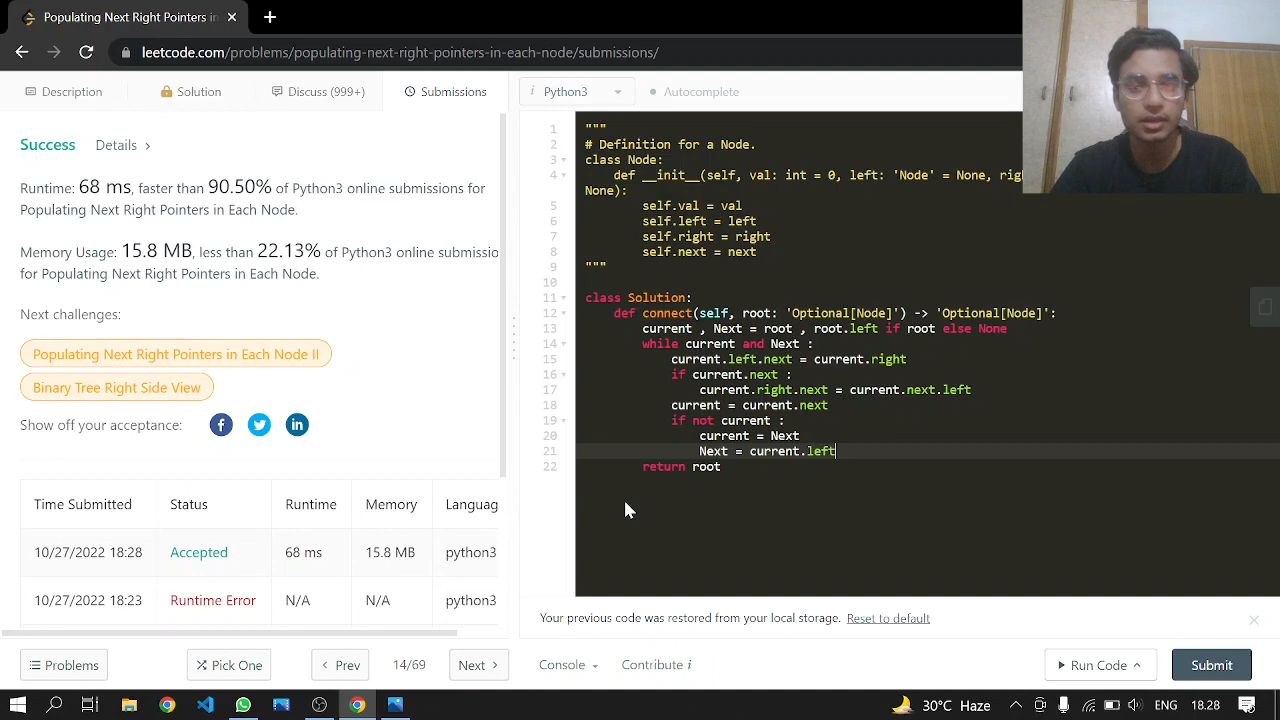 Populating Next Right Pointers in
leetcode.com/problems/populating-next-right-pointers-in-each-node/submissions/
Description
Solution
Discuss (999+)
Submissions
i Python3
Autocomplete
Success
Details
Runtime: 68 ms, faster than 90.50% of Python3 online submissions for
Populating Next Right Pointers in Each Node.
Memory Usage: 15.8 MB, less than 22.13% of Python3 online submissio
for Populating Next Right Pointers in Each Node.
Next challenges:
Populating Next Right Pointers in Each Node II
Binary Tree Right Side View
Show off your acceptance:
Time Submitted Status Runtime Memory Languag
10/27/2022 18:28 Accepted 68 ms 15.8 MB python3
10/27/2022 18:23 Runtime Error N/A N/A python3
1 """
2 # Definition for a Node.
3 class Node:
4 def __init__(self, val: int = 0, left: 'Node' = None, righ
None):
5 self.val = val
6 self.left = left
7 self.right = right
8 self.next = next
9 """
10
11 class Solution:
12 def connect(self, root: 'Optional[Node]') -> 'Optional[Node]':
13 current , Next = root , root.left if root else None
14 while current and Next :
15 current.left.next = current.right
16 if current.next :
17 current.right.next = current.next.left
18 current = current.next
19 if not current :
20 current = Next
21 Next = current.left
22 return root
Your previous code was restored from your local storage. Reset to default
Problems
Pick One
Prev
14/69
Next
Console
Contribute i
Run Code
Submit
30°C Haze
ENG
18.28